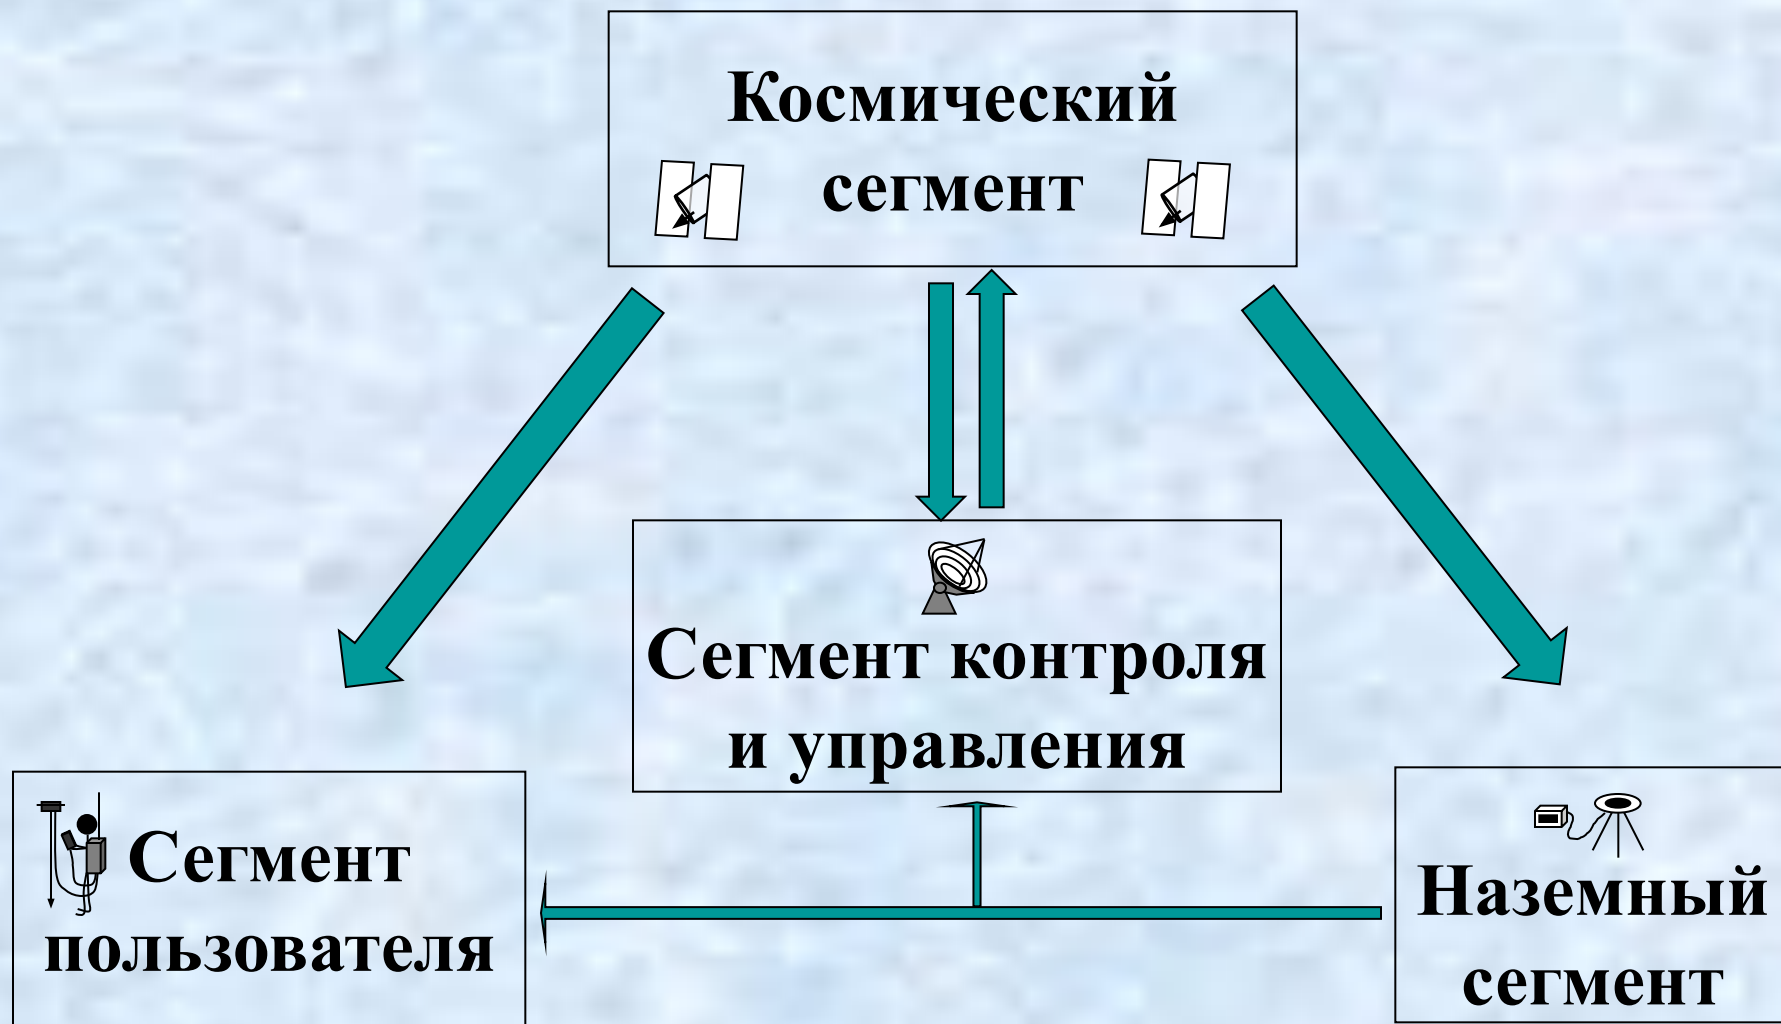 Космический
сегмент
Сегмент контроля
и управления
Сегмент
пользователя
Наземный
сегмент